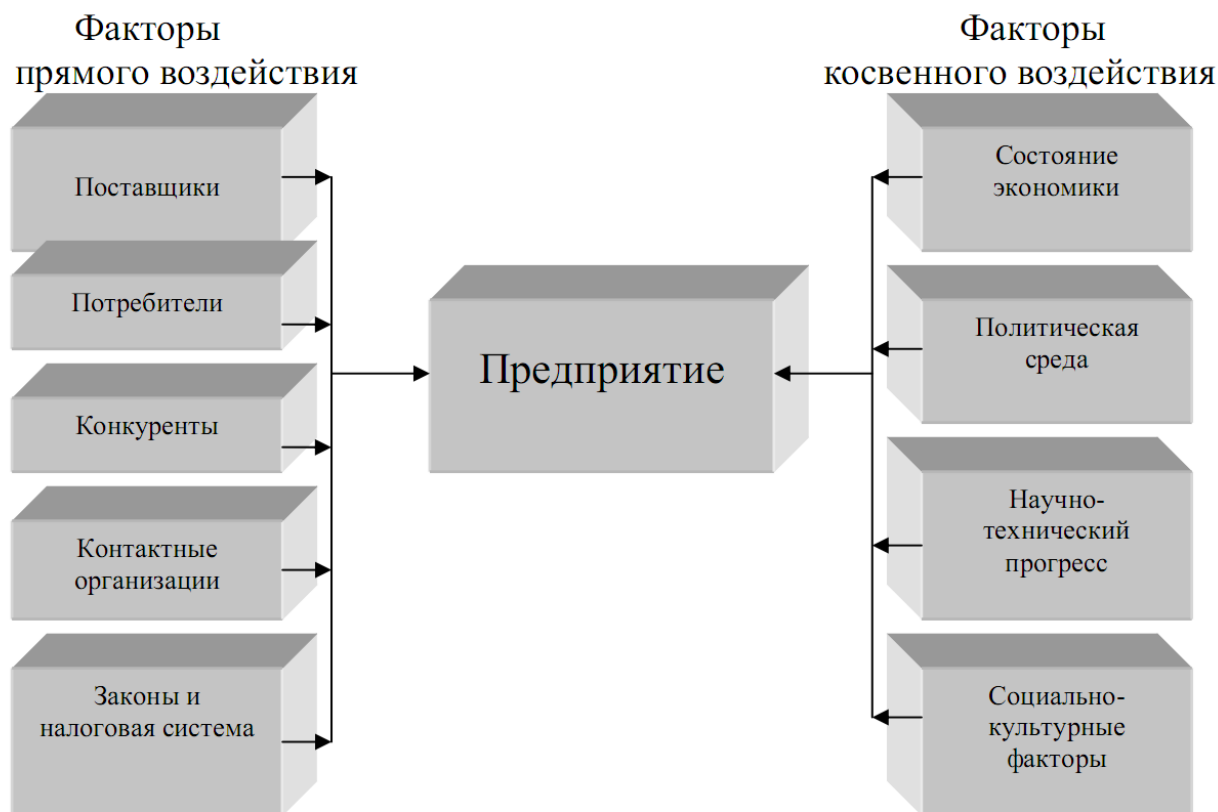 Факторы
прямого воздействия
Поставщики
Потребители
Конкуренты
Контактные
организации
Законы и
налоговая система
Предприятие
Факторы
косвенного воздействия
Состояние
экономики
Политическая
среда
Научно-
технический
прогресс
Социально-
культурные
факторы